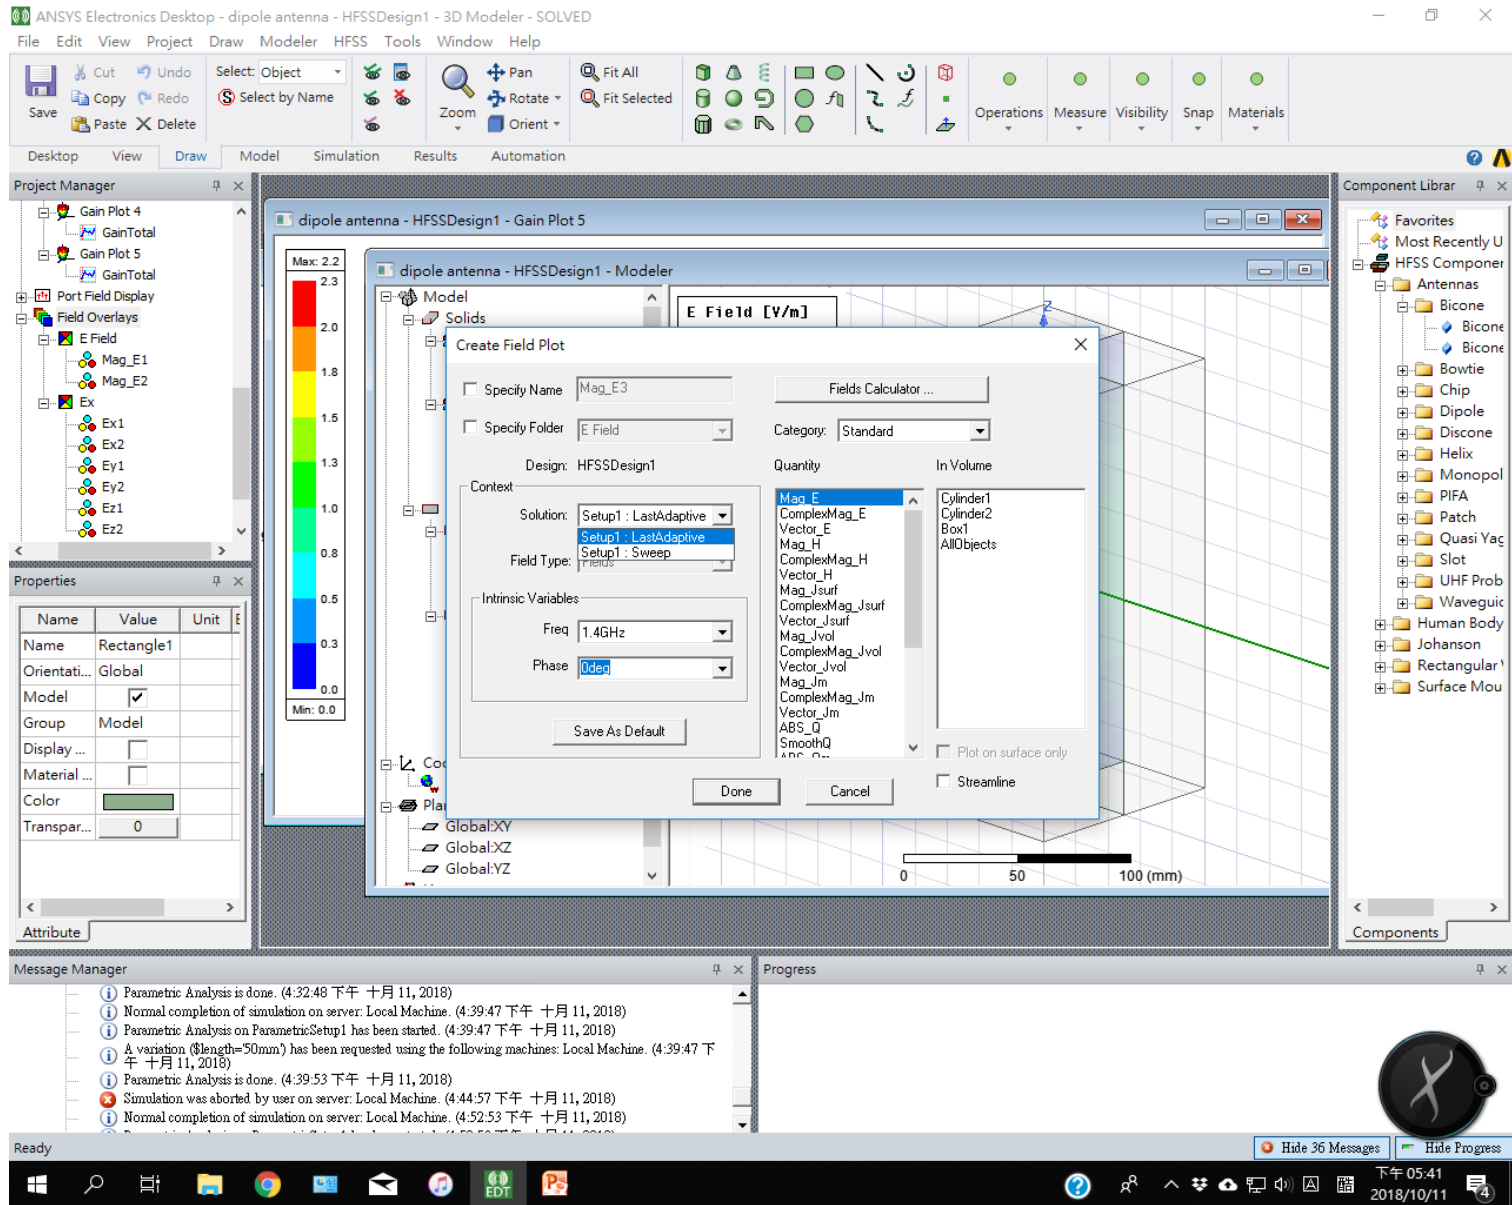 ANSYS Electronics Desktop - dipole antenna - HFSSDesign1 - 3D Modeler - SOLVED
File Edit View Project Draw Modeler HFSS Tools Window Help
Save
Cut
Copy
Paste
Undo
Redo
Delete
Select: Object
Select by Name
Zoom
Pan
Rotate
Orient
Fit All
Fit Selected
Operations
Measure
Visibility
Snap
Materials
Desktop View Draw Model Simulation Results Automation
Project Manager
Gain Plot 4
GainTotal
Gain Plot 5
GainTotal
Port Field Display
Field Overlays
E Field
Mag_E1
Mag_E2
Ex
Ex1
Ex2
Ey1
Ey2
Ez1
Ez2
Properties
Name Value Unit E
Name Rectangle1
Orientati... Global
Model
Group Model
Display ...
Material ...
Color
Transpar... 0
Attribute
dipole antenna - HFSSDesign1 - Gain Plot 5
Max: 2.2
2.3
2.0
1.8
1.5
1.3
1.0
0.8
0.5
0.3
0.0
Min: 0.0
dipole antenna - HFSSDesign1 - Modeler
Model
Solids
Coo
Plan
Global:XY
Global:XZ
Global:YZ
E Field [V/m]
Z
0 50 100 (mm)
Create Field Plot
Specify Name Mag_E3
Specify Folder E Field
Design: HFSSDesign1
Context
Solution: Setup1 : LastAdaptive
Setup1 : LastAdaptive
Setup1 : Sweep
Field Type: Fields
Intrinsic Variables
Freq 1.4GHz
Phase 0deg
Save As Default
Fields Calculator ...
Category: Standard
Quantity
Mag_E
ComplexMag_E
Vector_E
Mag_H
ComplexMag_H
Vector_H
Mag_Jsurf
ComplexMag_Jsurf
Vector_Jsurf
Mag_Jvol
ComplexMag_Jvol
Vector_Jvol
Mag_Jm
ComplexMag_Jm
Vector_Jm
ABS_Q
SmoothQ
In Volume
Cylinder1
Cylinder2
Box1
AllObjects
Plot on surface only
Streamline
Done
Cancel
Component Librar
Favorites
Most Recently U
HFSS Componer
Antennas
Bicone
Bicone
Bicone
Bowtie
Chip
Dipole
Discone
Helix
Monopol
PIFA
Patch
Quasi Yag
Slot
UHF Prob
Waveguic
Human Body
Johanson
Rectangular
Surface Mou
Components
Message Manager
Parametric Analysis is done. (4:32:48 下午 十月 11, 2018)
Normal completion of simulation on server: Local Machine. (4:39:47 下午 十月 11, 2018)
Parametric Analysis on ParametricSetup1 has been started. (4:39:47 下午 十月 11, 2018)
A variation ($length='50mm') has been requested using the following machines: Local Machine. (4:39:47 下
午 十月 11, 2018)
Parametric Analysis is done. (4:39:53 下午 十月 11, 2018)
Simulation was aborted by user on server: Local Machine. (4:44:57 下午 十月 11, 2018)
Normal completion of simulation on server: Local Machine. (4:52:53 下午 十月 11, 2018)
Progress
Ready
Hide 36 Messages
Hide Progress
EDT
下午 05:41
2018/10/11
4